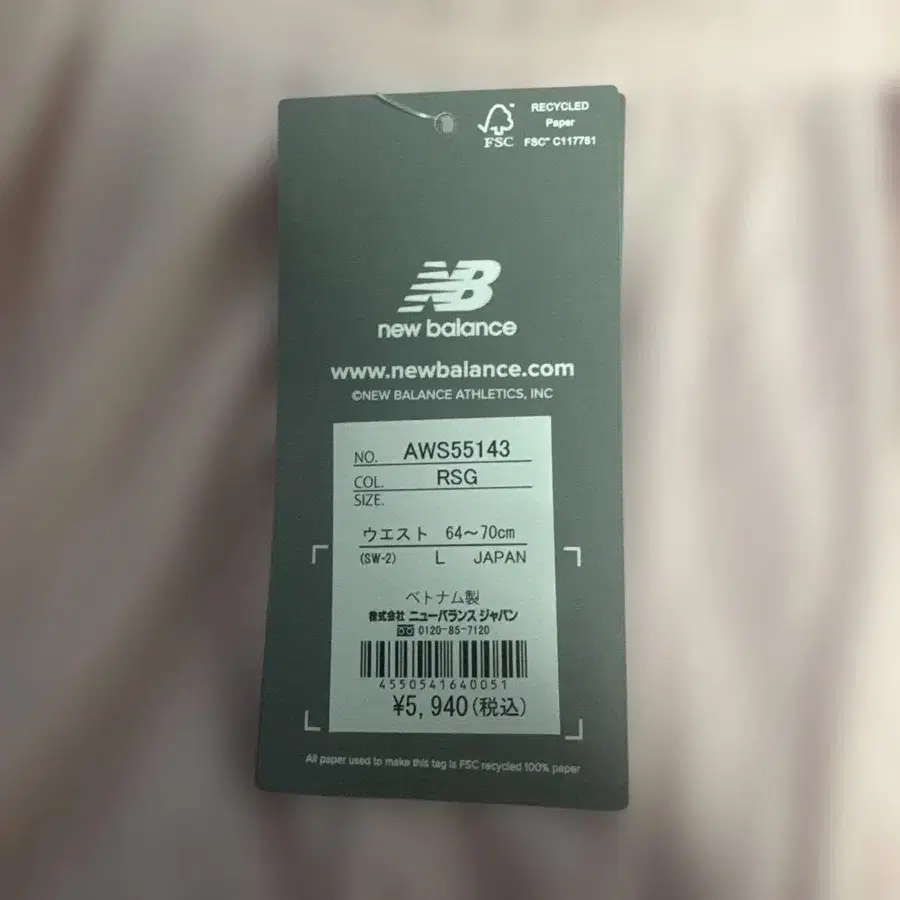 RECYCLED
Paper
FSC
FSC™ C117781
NB
new balance
www.newbalance.com
©NEW BALANCE ATHLETICS, INC
NO. AWS55143
COL. RSG
SIZE.
ウエスト 64〜70cm
(SW-2) L JAPAN
ベトナム製
株式会社 ニューバランス ジャパン
0120-85-7120
4550541640051
¥5,940(税込)
All paper used to make this tag is FSC recycled 100% paper